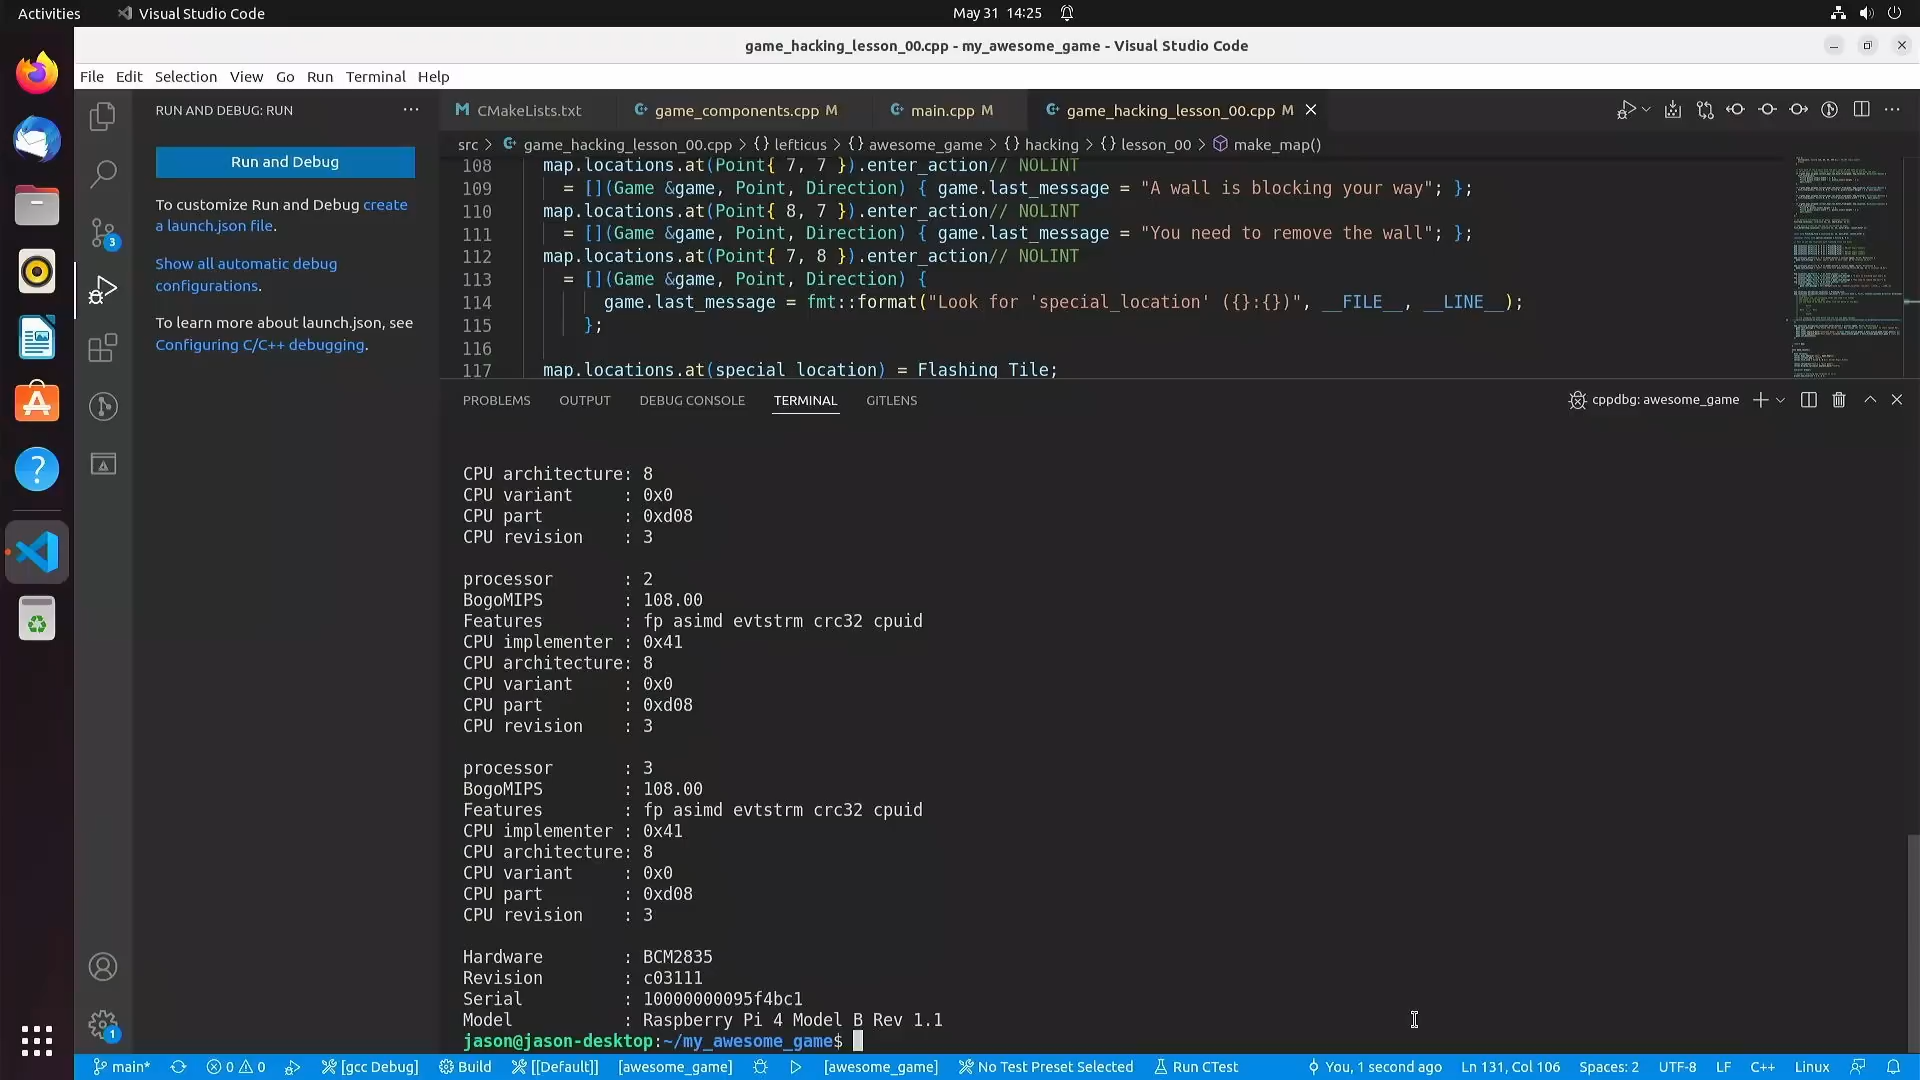 Activities
Visual Studio Code
May 31 14:25
game_hacking_lesson_00.cpp - my_awesome_game - Visual Studio Code
File Edit Selection View Go Run Terminal Help
RUN AND DEBUG: RUN
Run and Debug
To customize Run and Debug create
a launch.json file.
Show all automatic debug
configurations.
To learn more about launch.json, see
Configuring C/C++ debugging.
3
1
CMakeLists.txt
game_components.cpp M
main.cpp M
game_hacking_lesson_00.cpp M
src > game_hacking_lesson_00.cpp > {} lefticus > {} awesome_game > {} hacking > {} lesson_00 > make_map()
108 map.locations.at(Point{ 7, 7 }).enter_action// NOLINT
109 = [](Game &game, Point, Direction) { game.last_message = "A wall is blocking your way"; };
110 map.locations.at(Point{ 8, 7 }).enter_action// NOLINT
111 = [](Game &game, Point, Direction) { game.last_message = "You need to remove the wall"; };
112 map.locations.at(Point{ 7, 8 }).enter_action// NOLINT
113 = [](Game &game, Point, Direction) {
114 game.last_message = fmt::format("Look for 'special_location' ({}:{})", __FILE__, __LINE__);
115 };
116
117 map.locations.at(special_location) = Flashing_Tile;
PROBLEMS OUTPUT DEBUG CONSOLE TERMINAL GITLENS
cppdbg: awesome_game
CPU architecture: 8
CPU variant : 0x0
CPU part : 0xd08
CPU revision : 3
processor : 2
BogoMIPS : 108.00
Features : fp asimd evtstrm crc32 cpuid
CPU implementer : 0x41
CPU architecture: 8
CPU variant : 0x0
CPU part : 0xd08
CPU revision : 3
processor : 3
BogoMIPS : 108.00
Features : fp asimd evtstrm crc32 cpuid
CPU implementer : 0x41
CPU architecture: 8
CPU variant : 0x0
CPU part : 0xd08
CPU revision : 3
Hardware : BCM2835
Revision : c03111
Serial : 10000000095f4bc1
Model : Raspberry Pi 4 Model B Rev 1.1
jason@jason-desktop:~/my_awesome_game$
main* 0 0 [gcc Debug] Build [[Default]] [awesome_game] [awesome_game] No Test Preset Selected Run CTest You, 1 second ago Ln 131, Col 106 Spaces: 2 UTF-8 LF C++ Linux